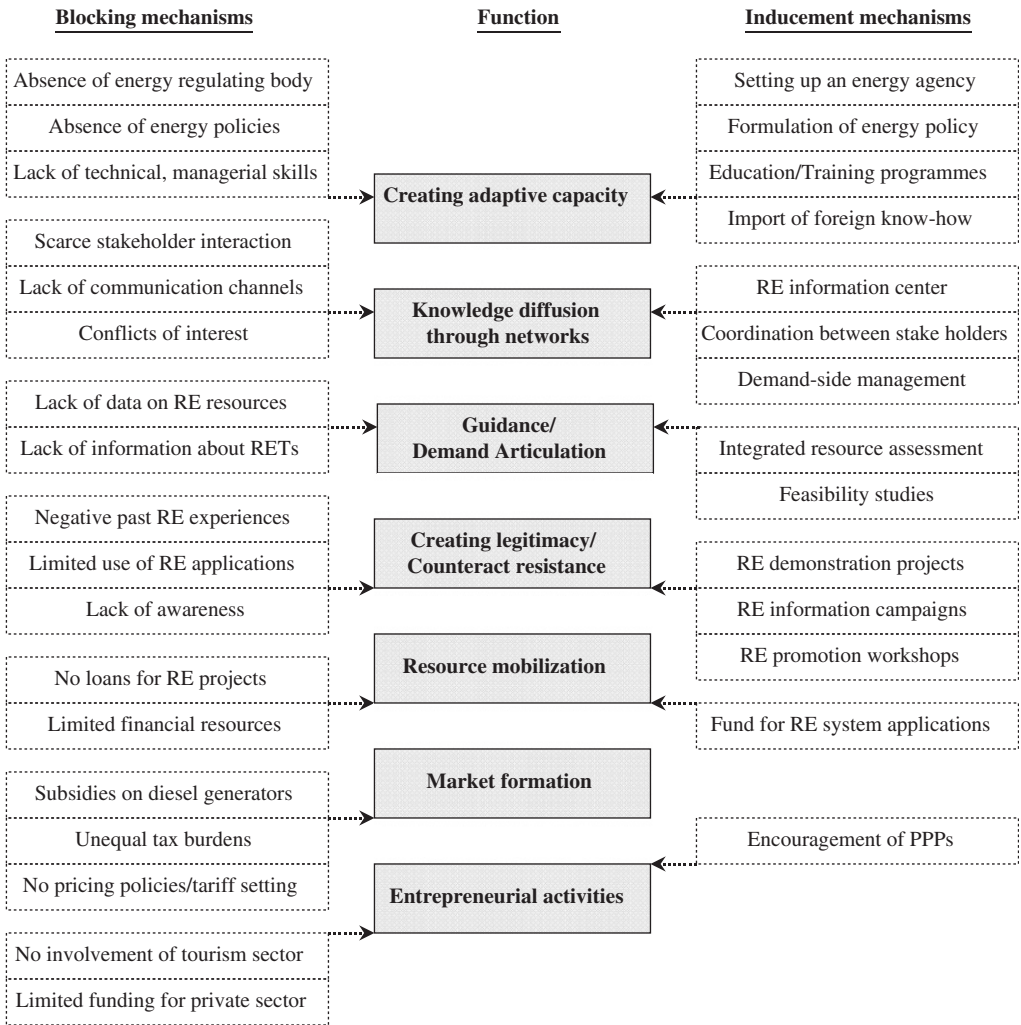 Blocking mechanisms
Absence of energy regulating body
Absence of energy policies
Lack of technical, managerial skills
Scarce stakeholder interaction
Lack of communication channels
Conflicts of interest
Lack of data on RE resources
Lack of information about RETs
Negative past RE experiences
Limited use of RE applications
Lack of awareness
No loans for RE projects
Limited financial resources
Subsidies on diesel generators
Unequal tax burdens
No pricing policies/tariff setting
No involvement of tourism sector
Limited funding for private sector
Function
Creating adaptive capacity
Knowledge diffusion
through networks
Guidance/
Demand Articulation
Creating legitimacy/
Counteract resistance
Resource mobilization
Market formation
Entrepreneurial activities
Inducement mechanisms
Setting up an energy agency
Formulation of energy policy
Education/Training programmes
Import of foreign know-how
RE information center
Coordination between stake holders
Demand-side management
Integrated resource assessment
Feasibility studies
RE demonstration projects
RE information campaigns
RE promotion workshops
Fund for RE system applications
Encouragement of PPPs